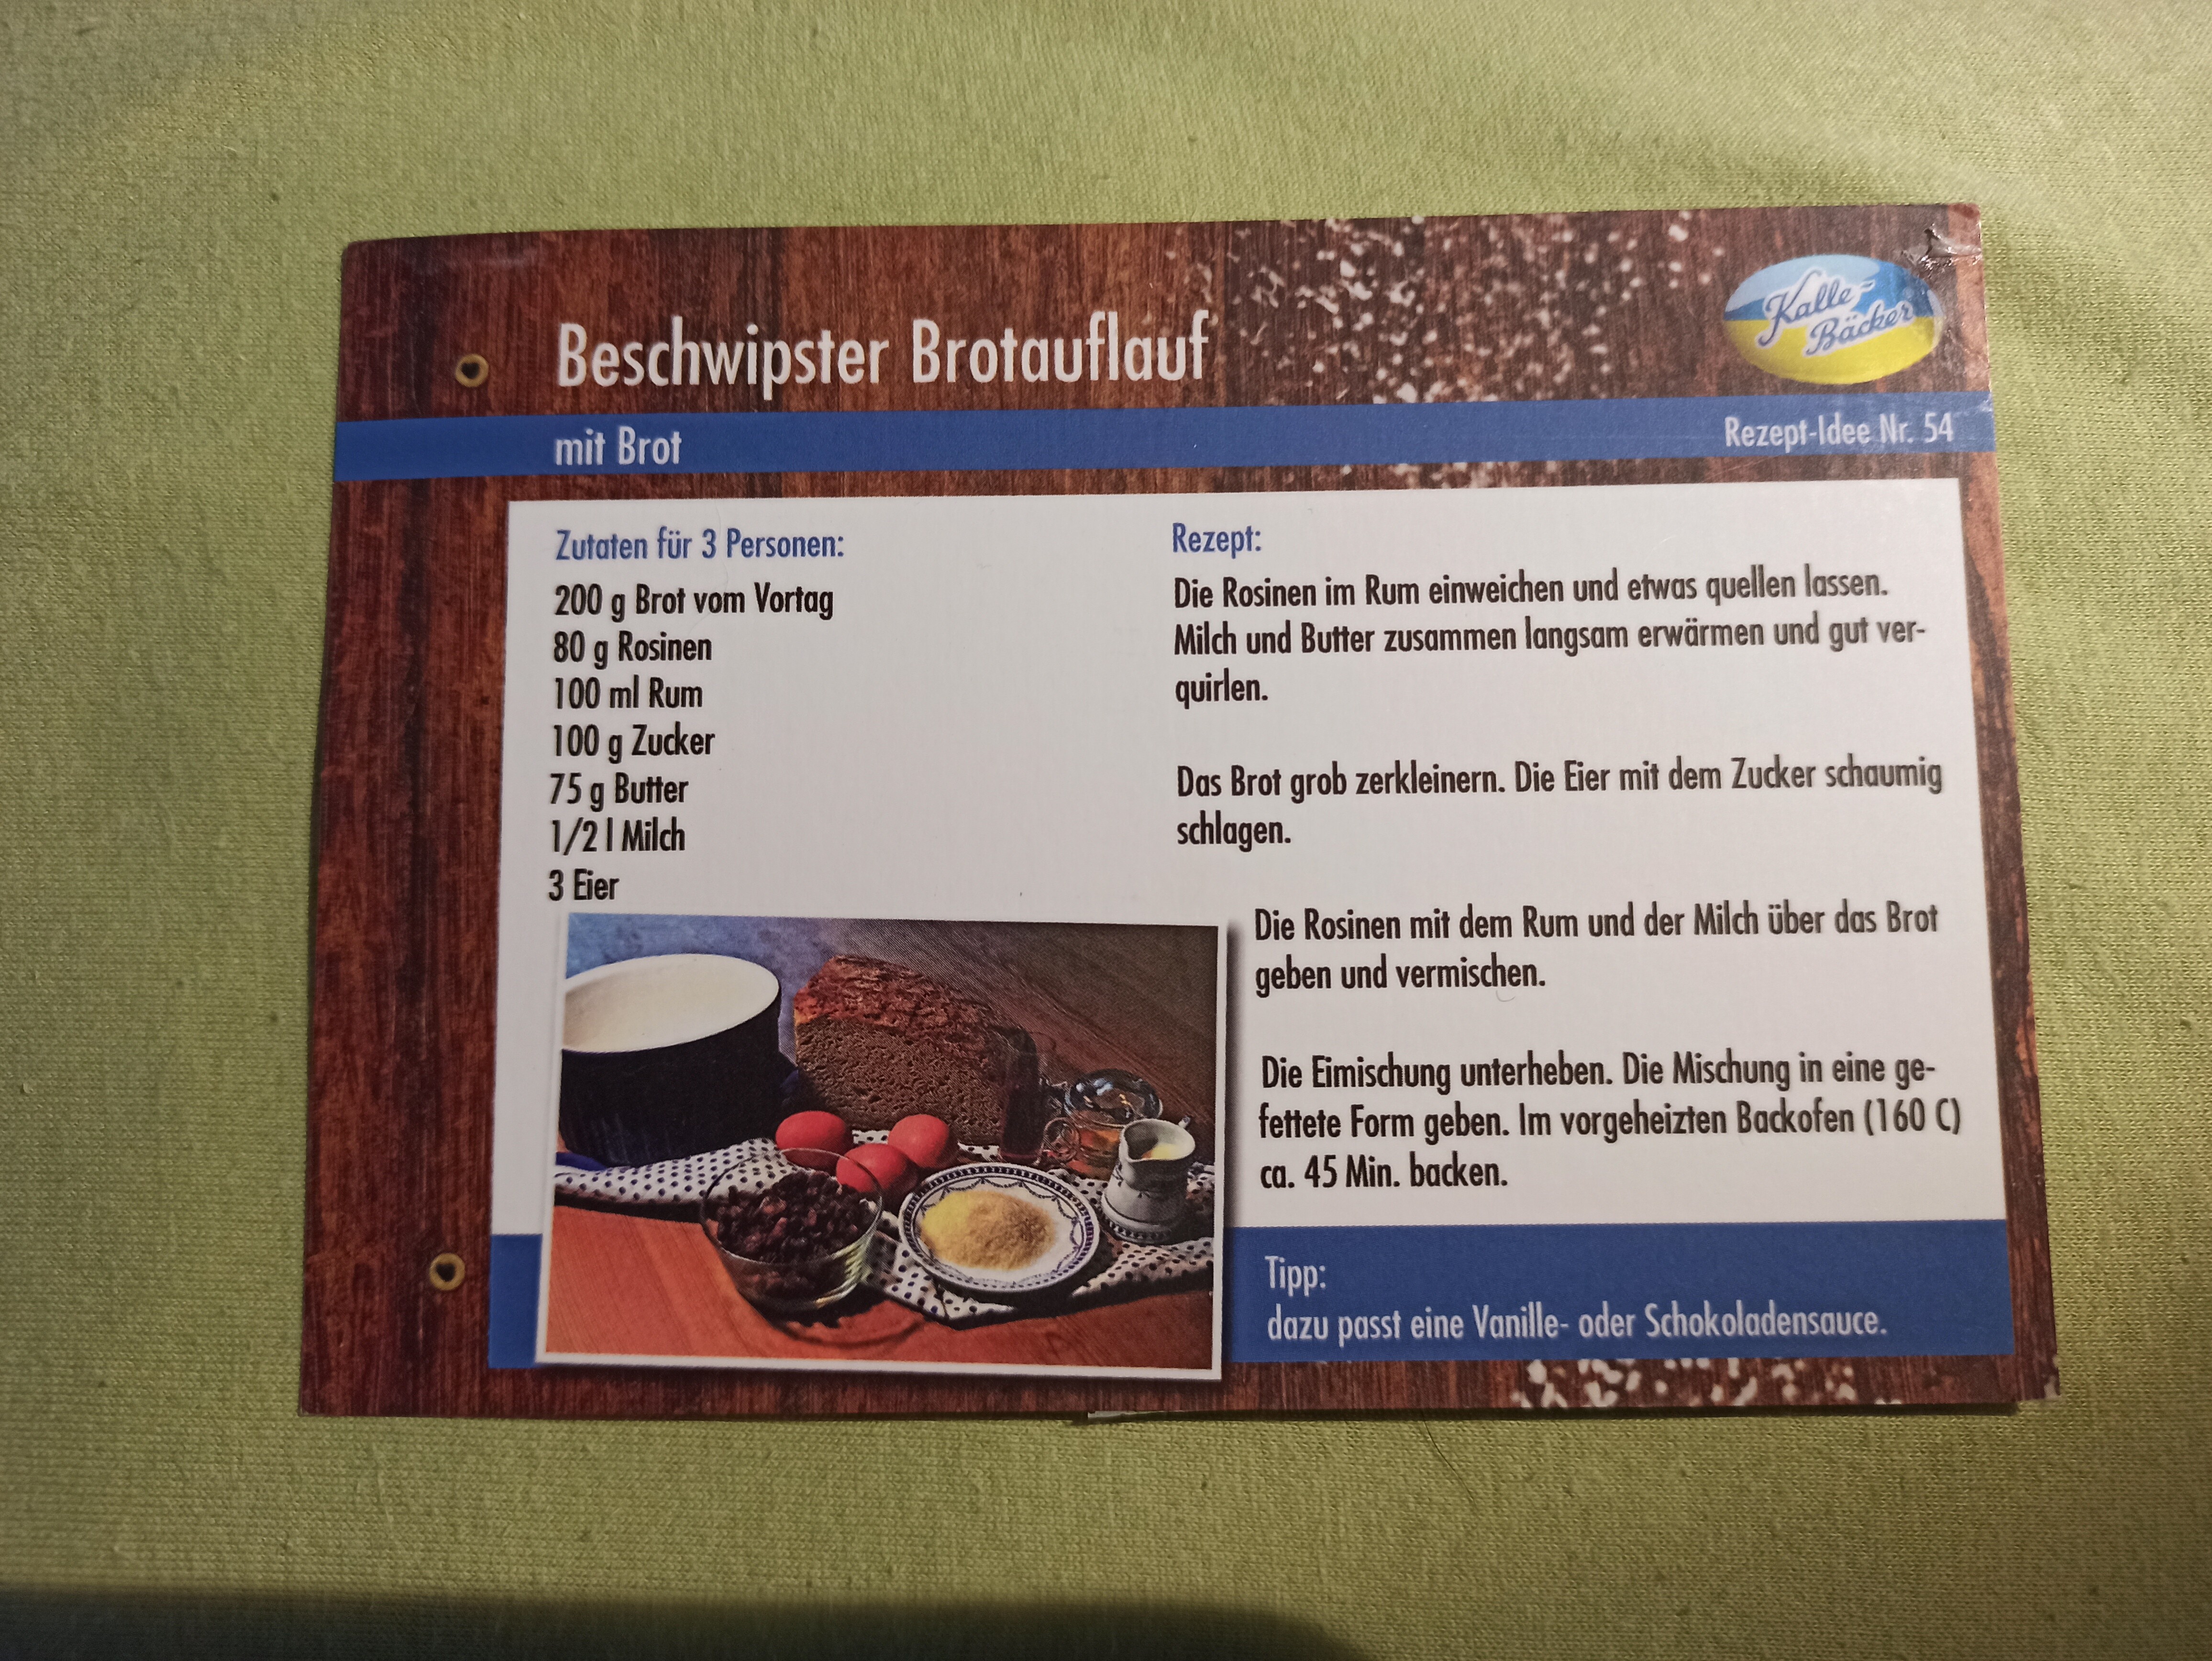 Kalle-
Bäcker
Beschwipster Brotauflauf
mit Brot
Rezept-Idee Nr. 54
Zutaten für 3 Personen:
200 g Brot vom Vortag
80 g Rosinen
100 ml Rum
100 g Zucker
75 g Butter
1/2 l Milch
3 Eier
Rezept:
Die Rosinen im Rum einweichen und etwas quellen lassen.
Milch und Butter zusammen langsam erwärmen und gut ver-
quirlen.
Das Brot grob zerkleinern. Die Eier mit dem Zucker schaumig
schlagen.
Die Rosinen mit dem Rum und der Milch über das Brot
geben und vermischen.
Die Eimischung unterheben. Die Mischung in eine ge-
fettete Form geben. Im vorgeheizten Backofen (160 C)
ca. 45 Min. backen.
Tipp:
dazu passt eine Vanille- oder Schokoladensauce.